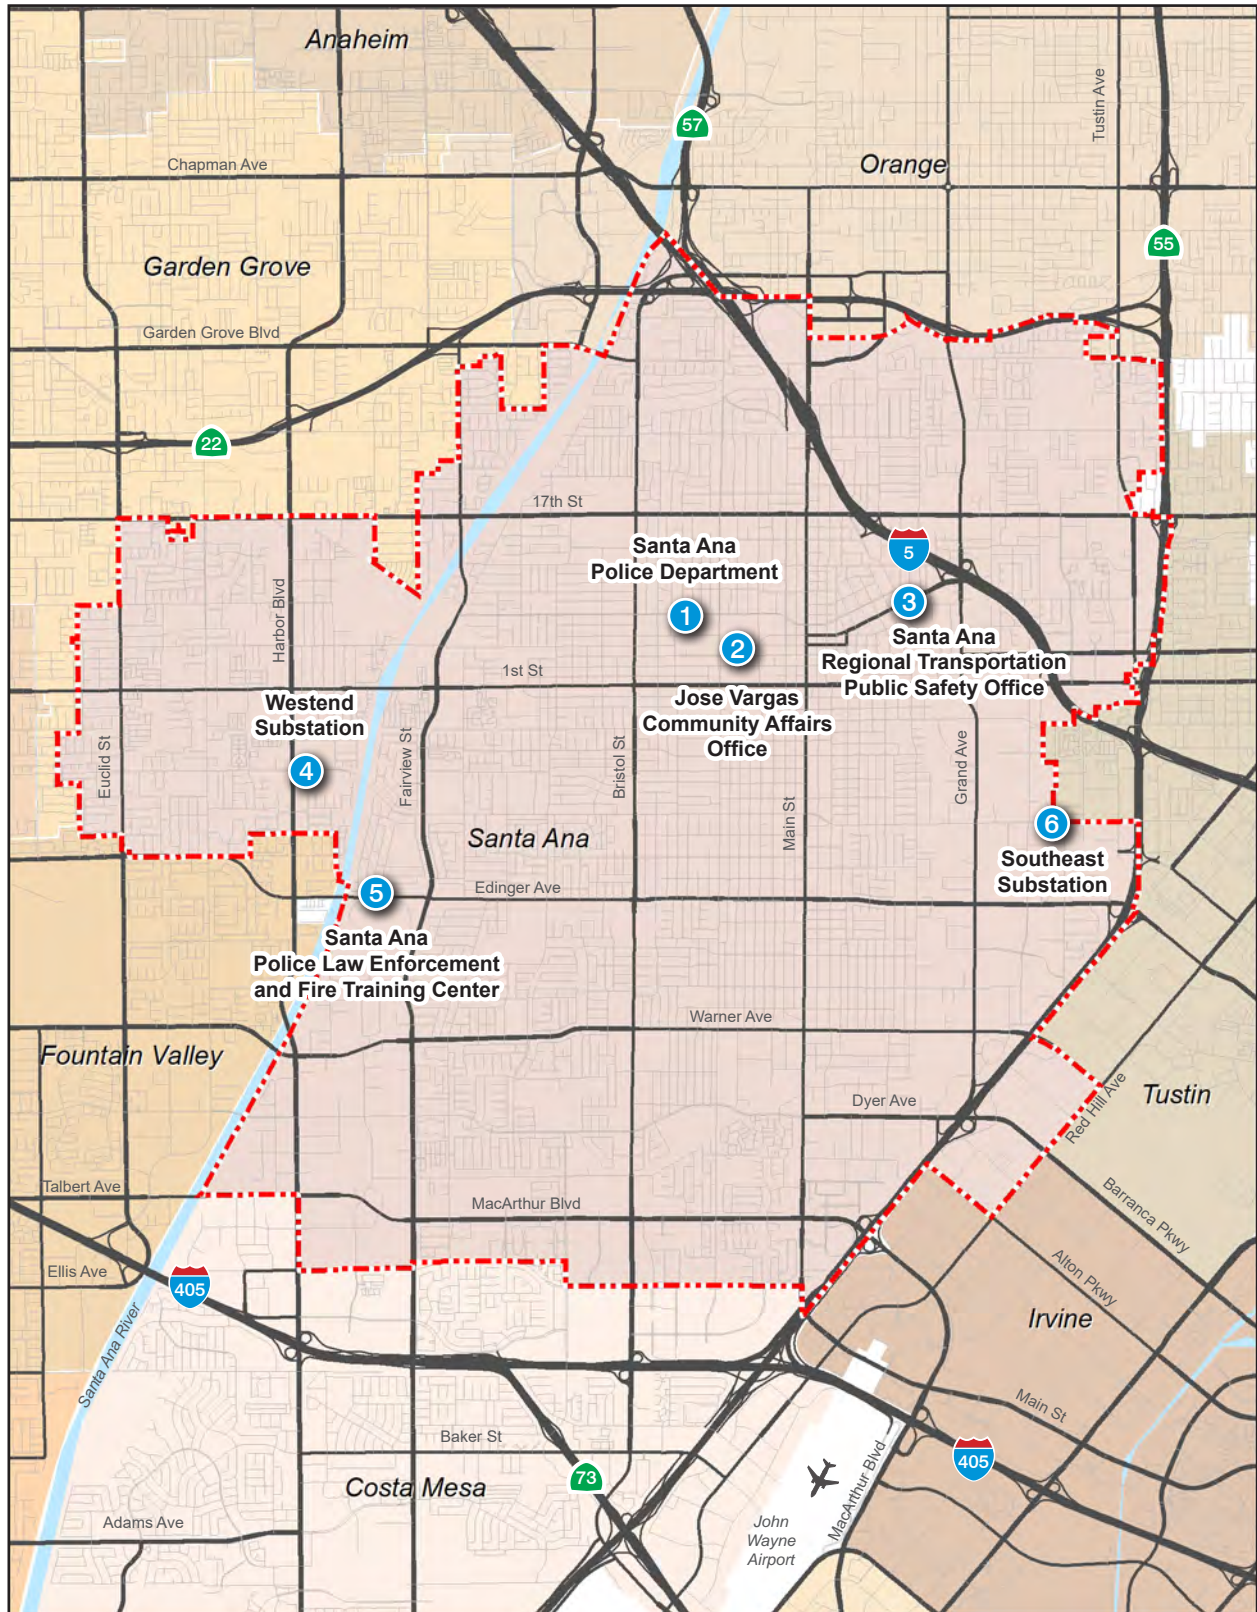 Anaheim
57
Tustin Ave
Chapman Ave
Orange
55
Garden Grove
Garden Grove Blvd
22
17th St
5
Santa Ana
Police Department
1
2
3
Santa Ana
Regional Transportation
Public Safety Office
Harbor Blvd
1st St
Jose Vargas
Community Affairs
Office
Westend
Substation
4
Euclid St
Fairview St
Bristol St
Main St
Grand Ave
6
Southeast
Substation
Santa Ana
Edinger Ave
5
Santa Ana
Police Law Enforcement
and Fire Training Center
Warner Ave
Fountain Valley
Dyer Ave
Red Hill Ave
Tustin
Talbert Ave
MacArthur Blvd
Barranca Pkwy
Ellis Ave
405
Alton Pkwy
Irvine
Santa Ana River
Main St
Baker St
405
73
Costa Mesa
MacArthur Blvd
Adams Ave
John
Wayne
Airport